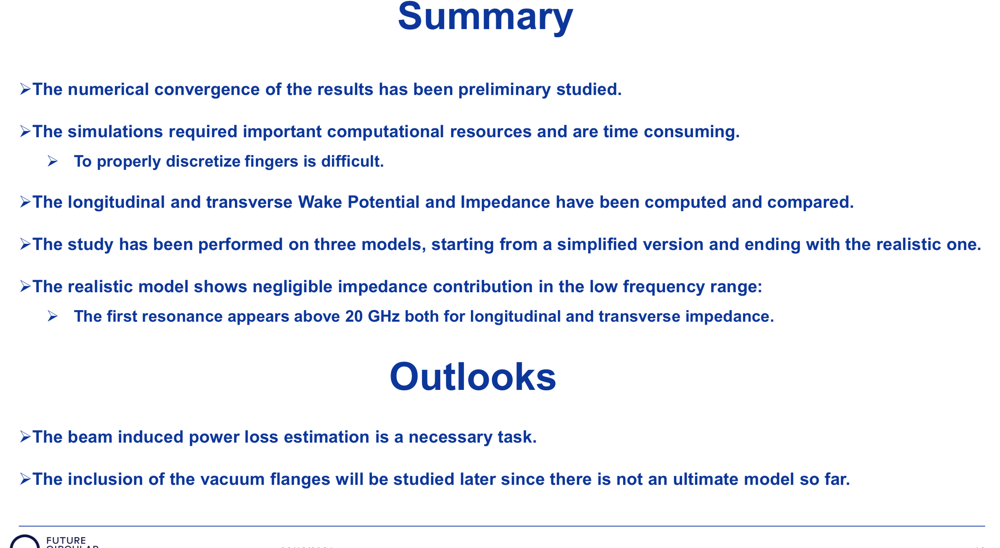 Summary
➢The numerical convergence of the results has been preliminary studied.
➢The simulations required important computational resources and are time consuming.
➢ To properly discretize fingers is difficult.
➢The longitudinal and transverse Wake Potential and Impedance have been computed and compared.
➢The study has been performed on three models, starting from a simplified version and ending with the realistic one.
➢The realistic model shows negligible impedance contribution in the low frequency range:
➢ The first resonance appears above 20 GHz both for longitudinal and transverse impedance.
Outlooks
➢The beam induced power loss estimation is a necessary task.
➢The inclusion of the vacuum flanges will be studied later since there is not an ultimate model so far.
FUTURE
CIRCULAR